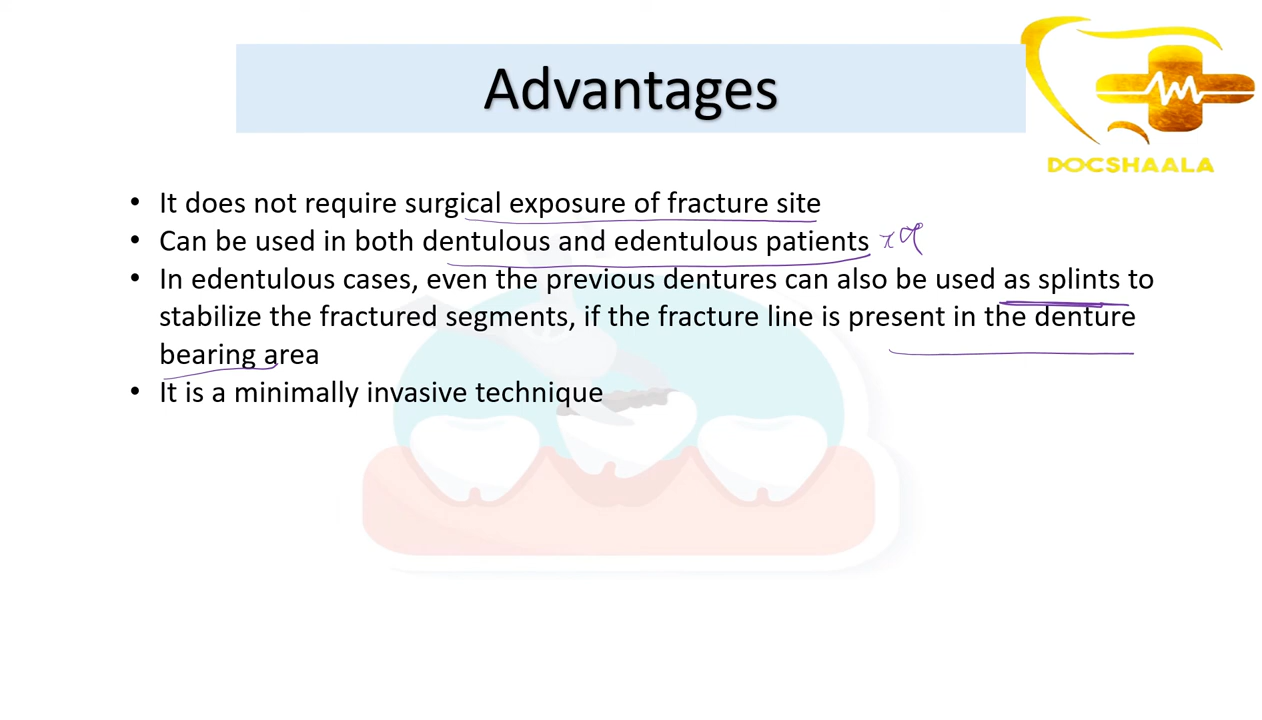 Advantages
DOCSHAALA
• It does not require surgical exposure of fracture site
• Can be used in both dentulous and edentulous patients
• In edentulous cases, even the previous dentures can also be used as splints to
stabilize the fractured segments, if the fracture line is present in the denture
bearing area
• It is a minimally invasive technique